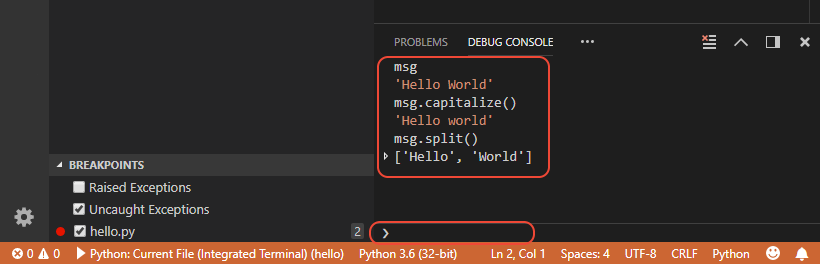 PROBLEMS DEBUG CONSOLE ...
msg
'Hello World'
msg.capitalize()
'Hello world'
msg.split()
['Hello', 'World']
BREAKPOINTS
Raised Exceptions
Uncaught Exceptions
hello.py 2
❯
0 0 Python: Current File (Integrated Terminal) (hello) Python 3.6 (32-bit) Ln 2, Col 1 Spaces: 4 UTF-8 CRLF Python